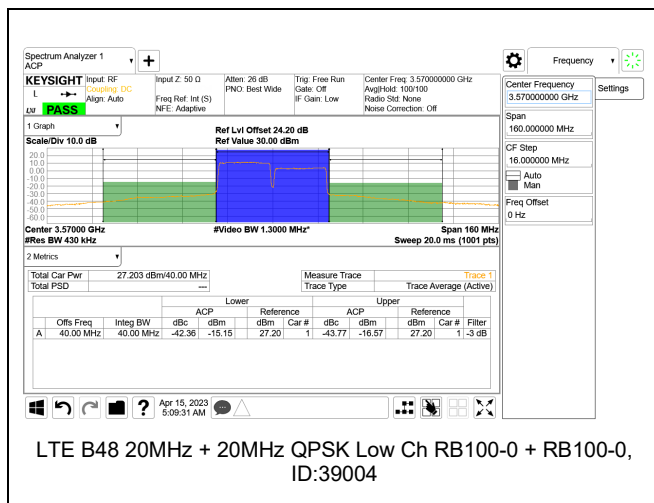 Spectrum Analyzer 1
ACP
+
Frequency
KEYSIGHT Input: RF Input Z: 50 Ω Atten: 26 dB Trig: Free Run Center Freq: 3.570000000 GHz
L Coupling: DC PNO: Best Wide Gate: Off Avg|Hold: 100/100
Align: Auto Freq Ref: Int (S) IF Gain: Low Radio Std: None
LXI PASS NFE: Adaptive Noise Correction: Off
Center Frequency
3.570000000 GHz
Settings
Span
160.000000 MHz
CF Step
16.000000 MHz
Auto
Man
Freq Offset
0 Hz
1 Graph
Ref Lvl Offset 24.20 dB
Scale/Div 10.0 dB Ref Value 30.00 dBm
20.0
10.0
0.00
-10.0
-20.0
-30.0
-40.0
-50.0
-60.0
Center 3.57000 GHz #Video BW 1.3000 MHz* Span 160 MHz
#Res BW 430 kHz Sweep 20.0 ms (1001 pts)
2 Metrics
Total Car Pwr 27.203 dBm/40.00 MHz Measure Trace Trace 1
Total PSD --- Trace Type Trace Average (Active)
Lower Upper
ACP Reference ACP Reference
Offs Freq Integ BW dBc dBm dBm Car # dBc dBm dBm Car # Filter
A 40.00 MHz 40.00 MHz -42.36 -15.15 27.20 1 -43.77 -16.57 27.20 1 -3 dB
? Apr 15, 2023
5:09:31 AM
LTE B48 20MHz + 20MHz QPSK Low Ch RB100-0 + RB100-0,
ID:39004